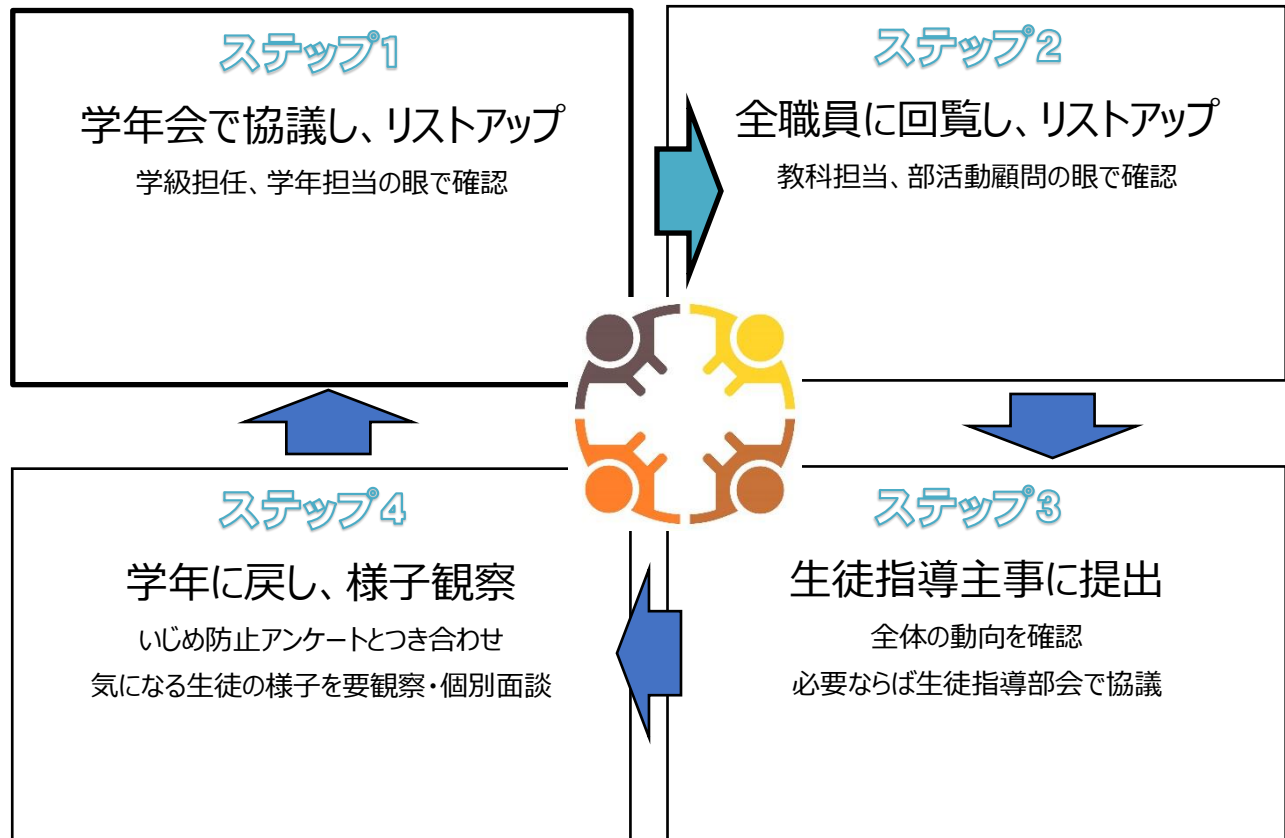 ステップ1
学年会で協議し、リストアップ
学級担任、学年担当の眼で確認
ステップ2
全職員に回覧し、リストアップ
教科担当、部活動顧問の眼で確認
ステップ3
生徒指導主事に提出
全体の動向を確認
必要ならば生徒指導部会で協議
ステップ4
学年に戻し、様子観察
いじめ防止アンケートとつき合わせ
気になる生徒の様子を要観察・個別面談